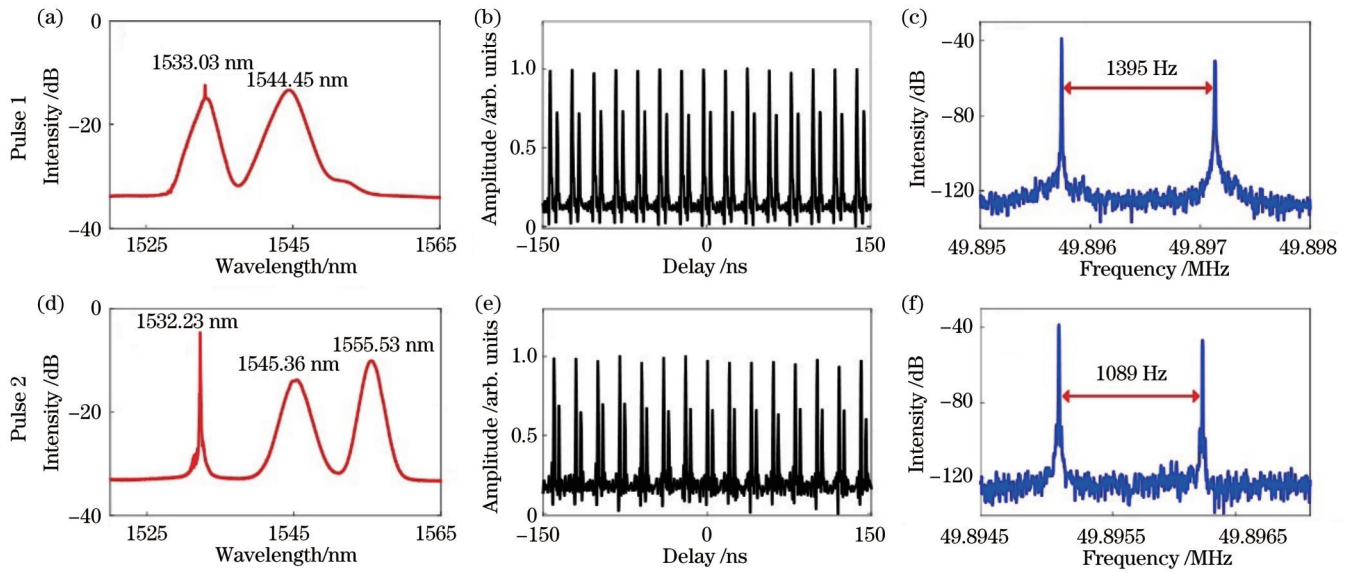 (a)
0
−20
−40
1533.03 nm
1544.45 nm
Pulse 1
Intensity /dB
1525
1545
1565
Wavelength/nm
(b)
1.0
0.5
0
Amplitude /arb. units
−150
0
150
Delay /ns
(c)
−40
−80
−120
1395 Hz
Intensity /dB
49.895
49.896
49.897
49.898
Frequency /MHz
(d)
0
−20
−40
1532.23 nm
1545.36 nm
1555.53 nm
Pulse 2
Intensity /dB
1525
1545
1565
Wavelength/nm
(e)
1.0
0.5
0
Amplitude /arb. units
−150
0
150
Delay /ns
(f)
−40
−80
−120
1089 Hz
Intensity /dB
49.8945
49.8955
49.8965
Frequency /MHz